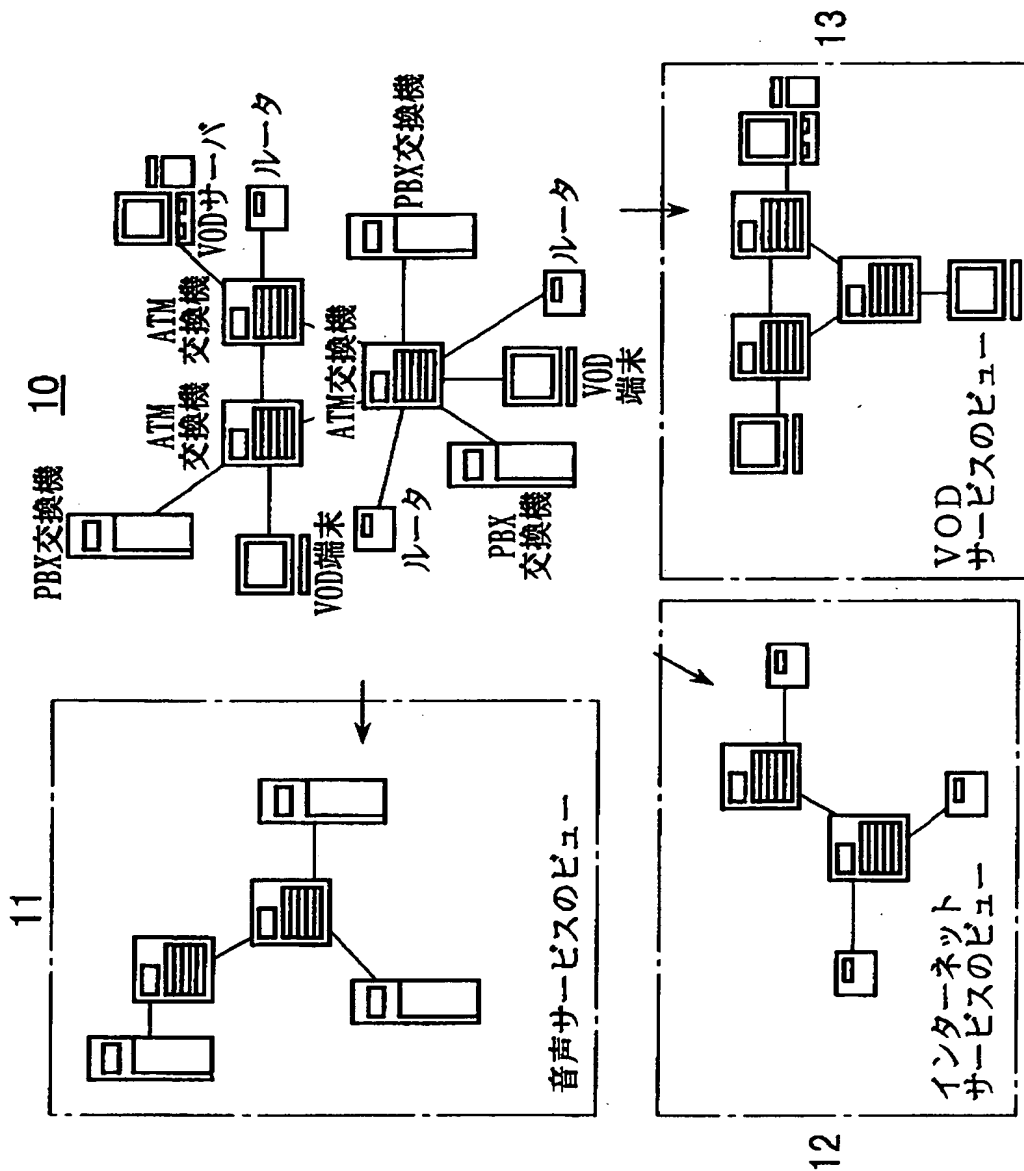 10
PBX交換機
ATM
交換機
ATM
交換機
VODサーバ
ルータ
VOD端末
ATM交換機
PBX交換機
ルータ
ルータ
PBX
交換機
VOD
端末
11
音声サービスのビュー
12
インターネット
サービスのビュー
13
VOD
サービスのビュー